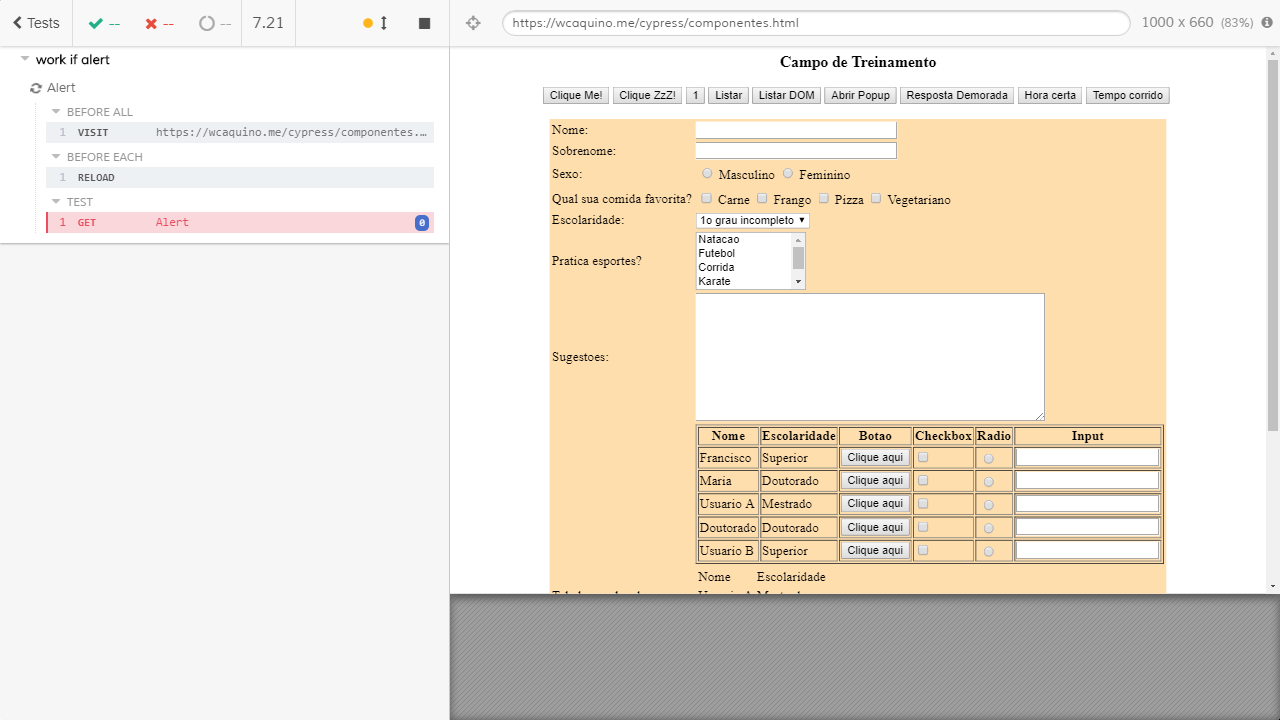 Tests
--
--
--
7.21
https://wcaquino.me/cypress/componentes.html
1000 x 660 (83%)
work if alert
Alert
BEFORE ALL
1 VISIT https://wcaquino.me/cypress/componentes.…
BEFORE EACH
1 RELOAD
TEST
1 GET Alert 0
Campo de Treinamento
Clique Me! Clique ZzZ! 1 Listar Listar DOM Abrir Popup Resposta Demorada Hora certa Tempo corrido
Nome:
Sobrenome:
Sexo: Masculino Feminino
Qual sua comida favorita? Carne Frango Pizza Vegetariano
Escolaridade: 1o grau incompleto
Pratica esportes?
Natacao
Futebol
Corrida
Karate
Sugestoes:
Nome Escolaridade Botao Checkbox Radio Input
Francisco Superior Clique aqui
Maria Doutorado Clique aqui
Usuario A Mestrado Clique aqui
Doutorado Doutorado Clique aqui
Usuario B Superior Clique aqui
Nome Escolaridade